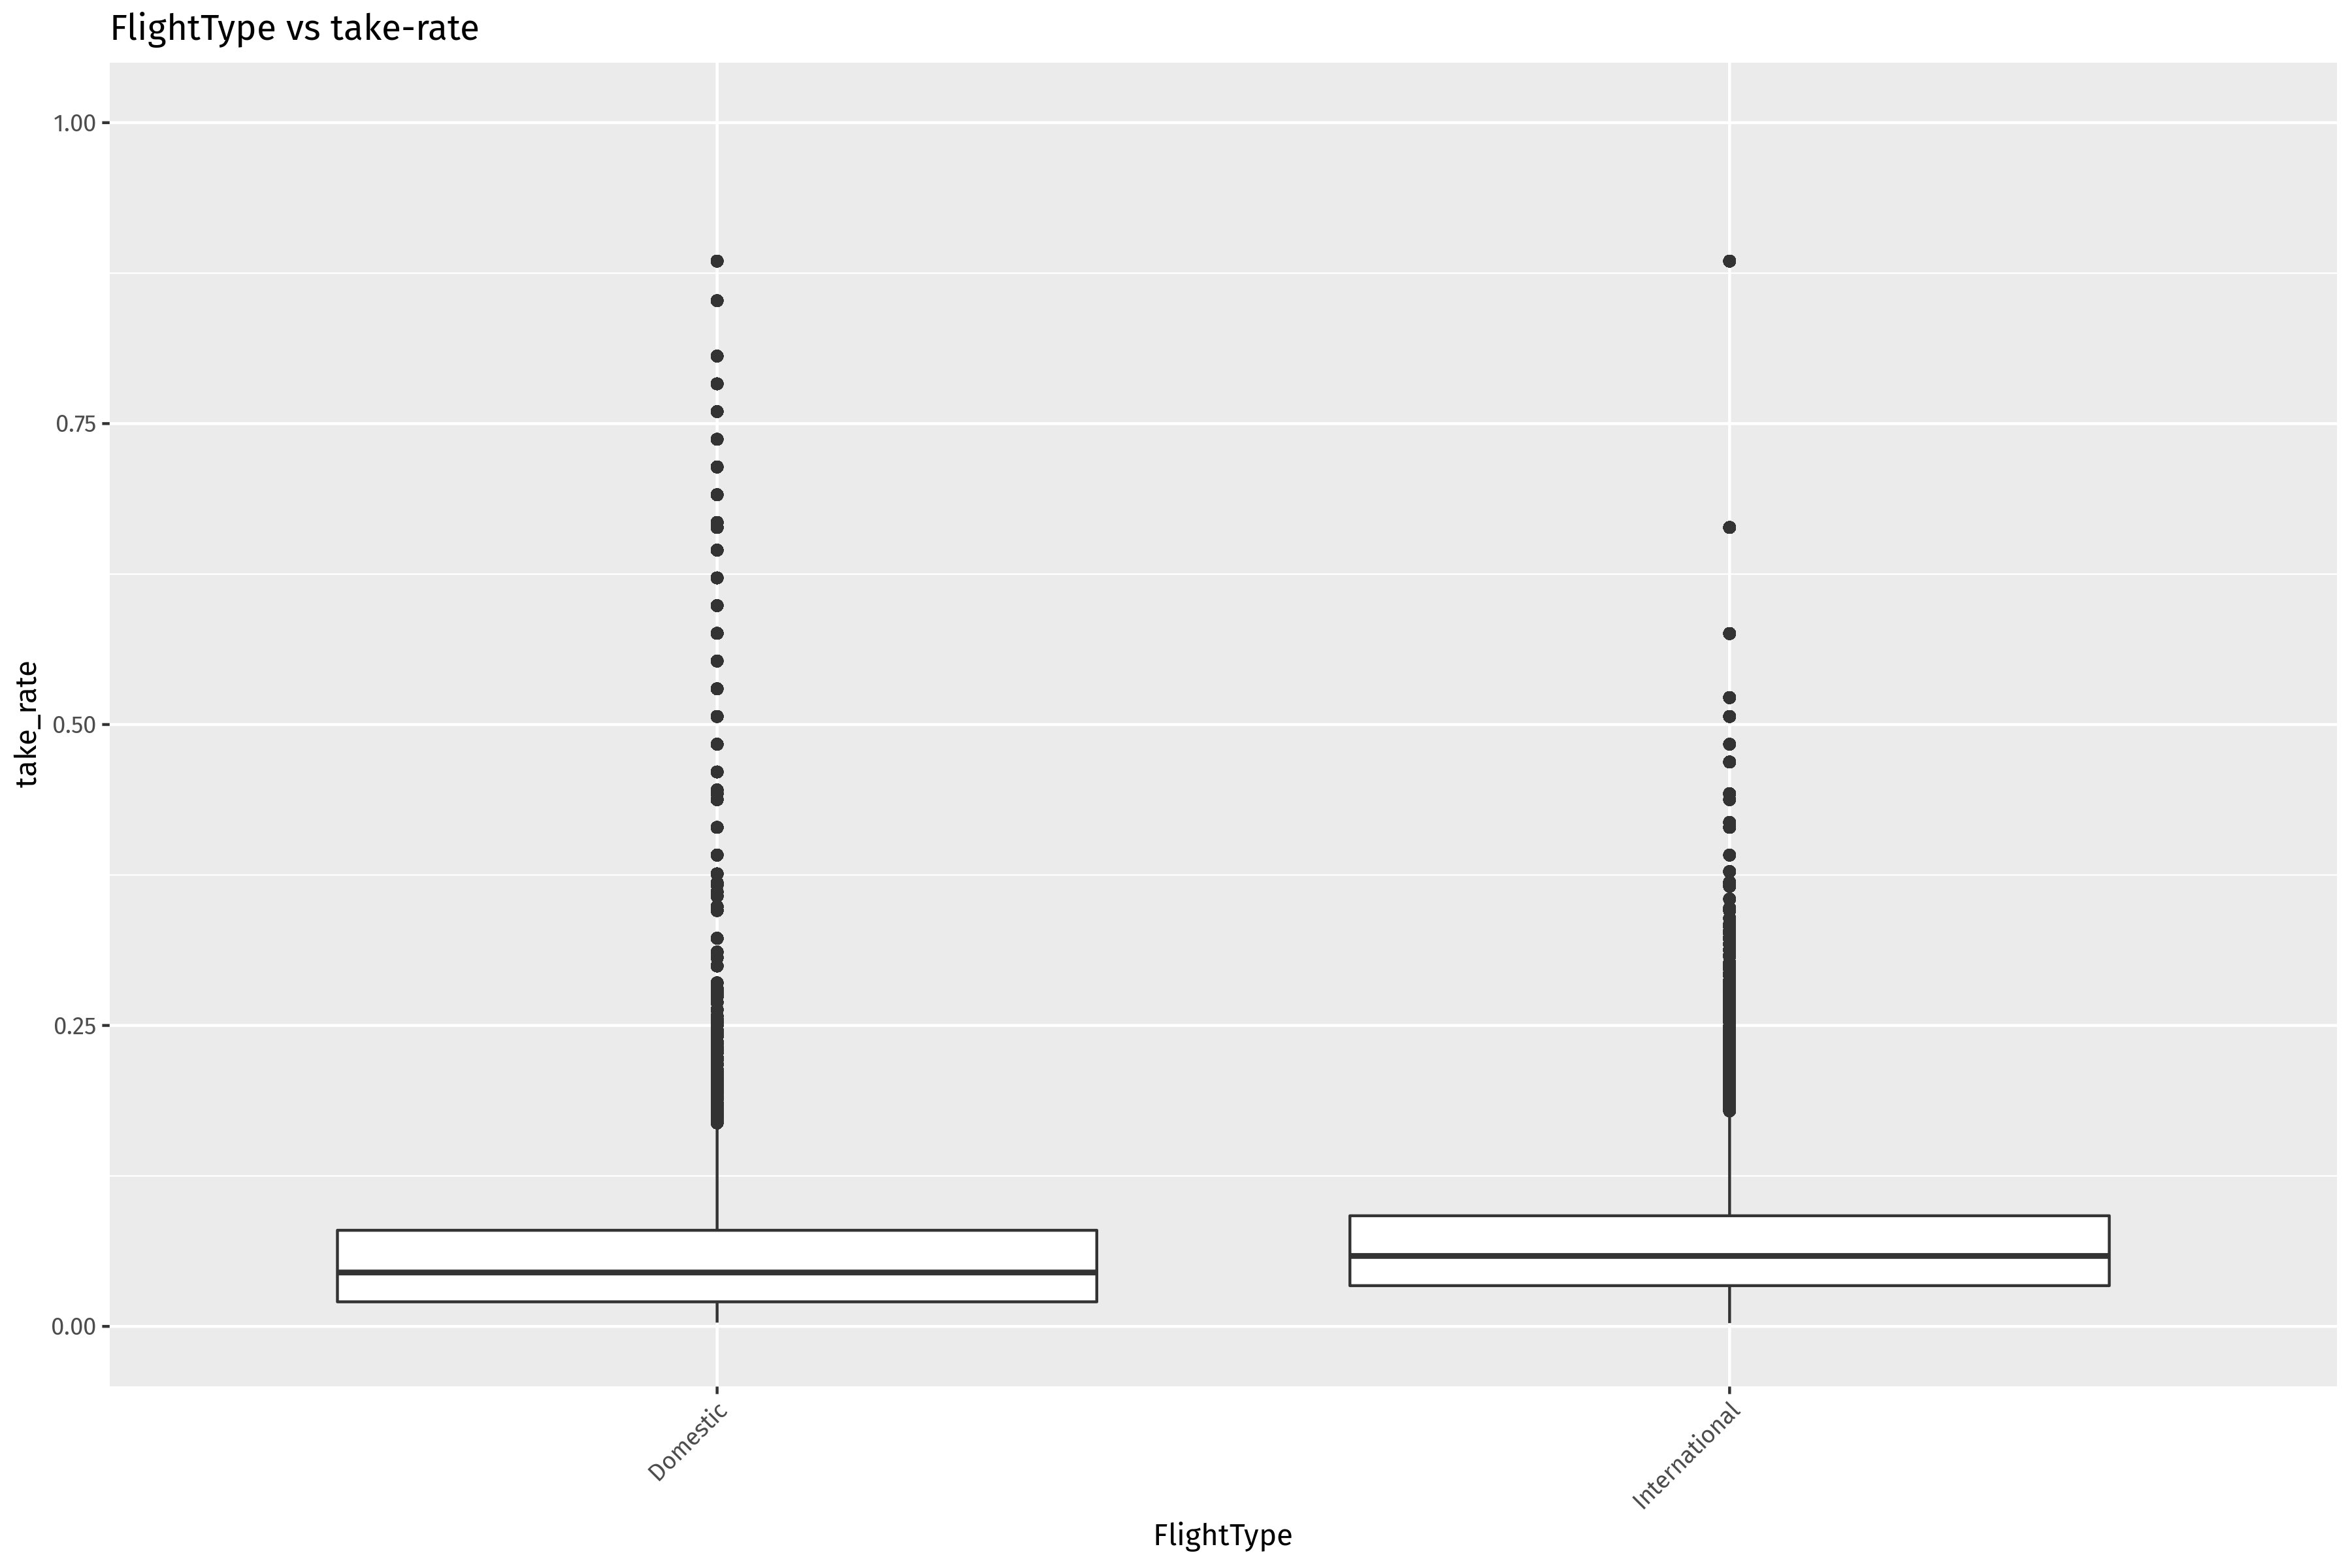 FlightType vs take-rate
1.00
0.75
0.50
0.25
0.00
take_rate
Domestic
International
FlightType